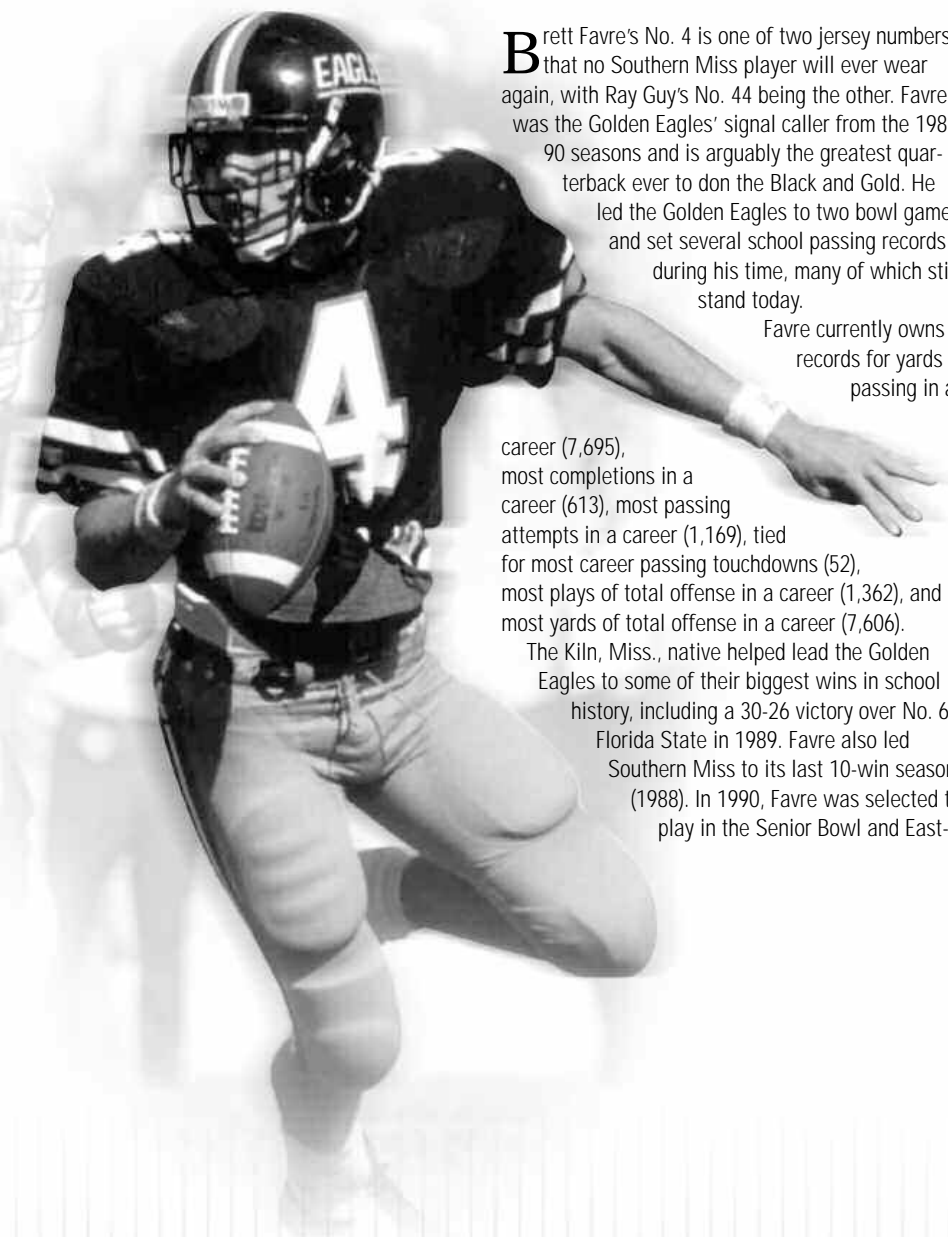 Brett Favre's No. 4 is one of two jersey numbers
that no Southern Miss player will ever wear
again, with Ray Guy's No. 44 being the other. Favre
was the Golden Eagles' signal caller from the 198
90 seasons and is arguably the greatest quar-
terback ever to don the Black and Gold. He
led the Golden Eagles to two bowl game
and set several school passing records
during his time, many of which sti
stand today.
Favre currently owns
records for yards
passing in a
career (7,695),
most completions in a
career (613), most passing
attempts in a career (1,169), tied
for most career passing touchdowns (52),
most plays of total offense in a career (1,362), and
most yards of total offense in a career (7,606).
The Kiln, Miss., native helped lead the Golden
Eagles to some of their biggest wins in school
history, including a 30-26 victory over No. 6
Florida State in 1989. Favre also led
Southern Miss to its last 10-win season
(1988). In 1990, Favre was selected t
play in the Senior Bowl and East-
EAGL
4